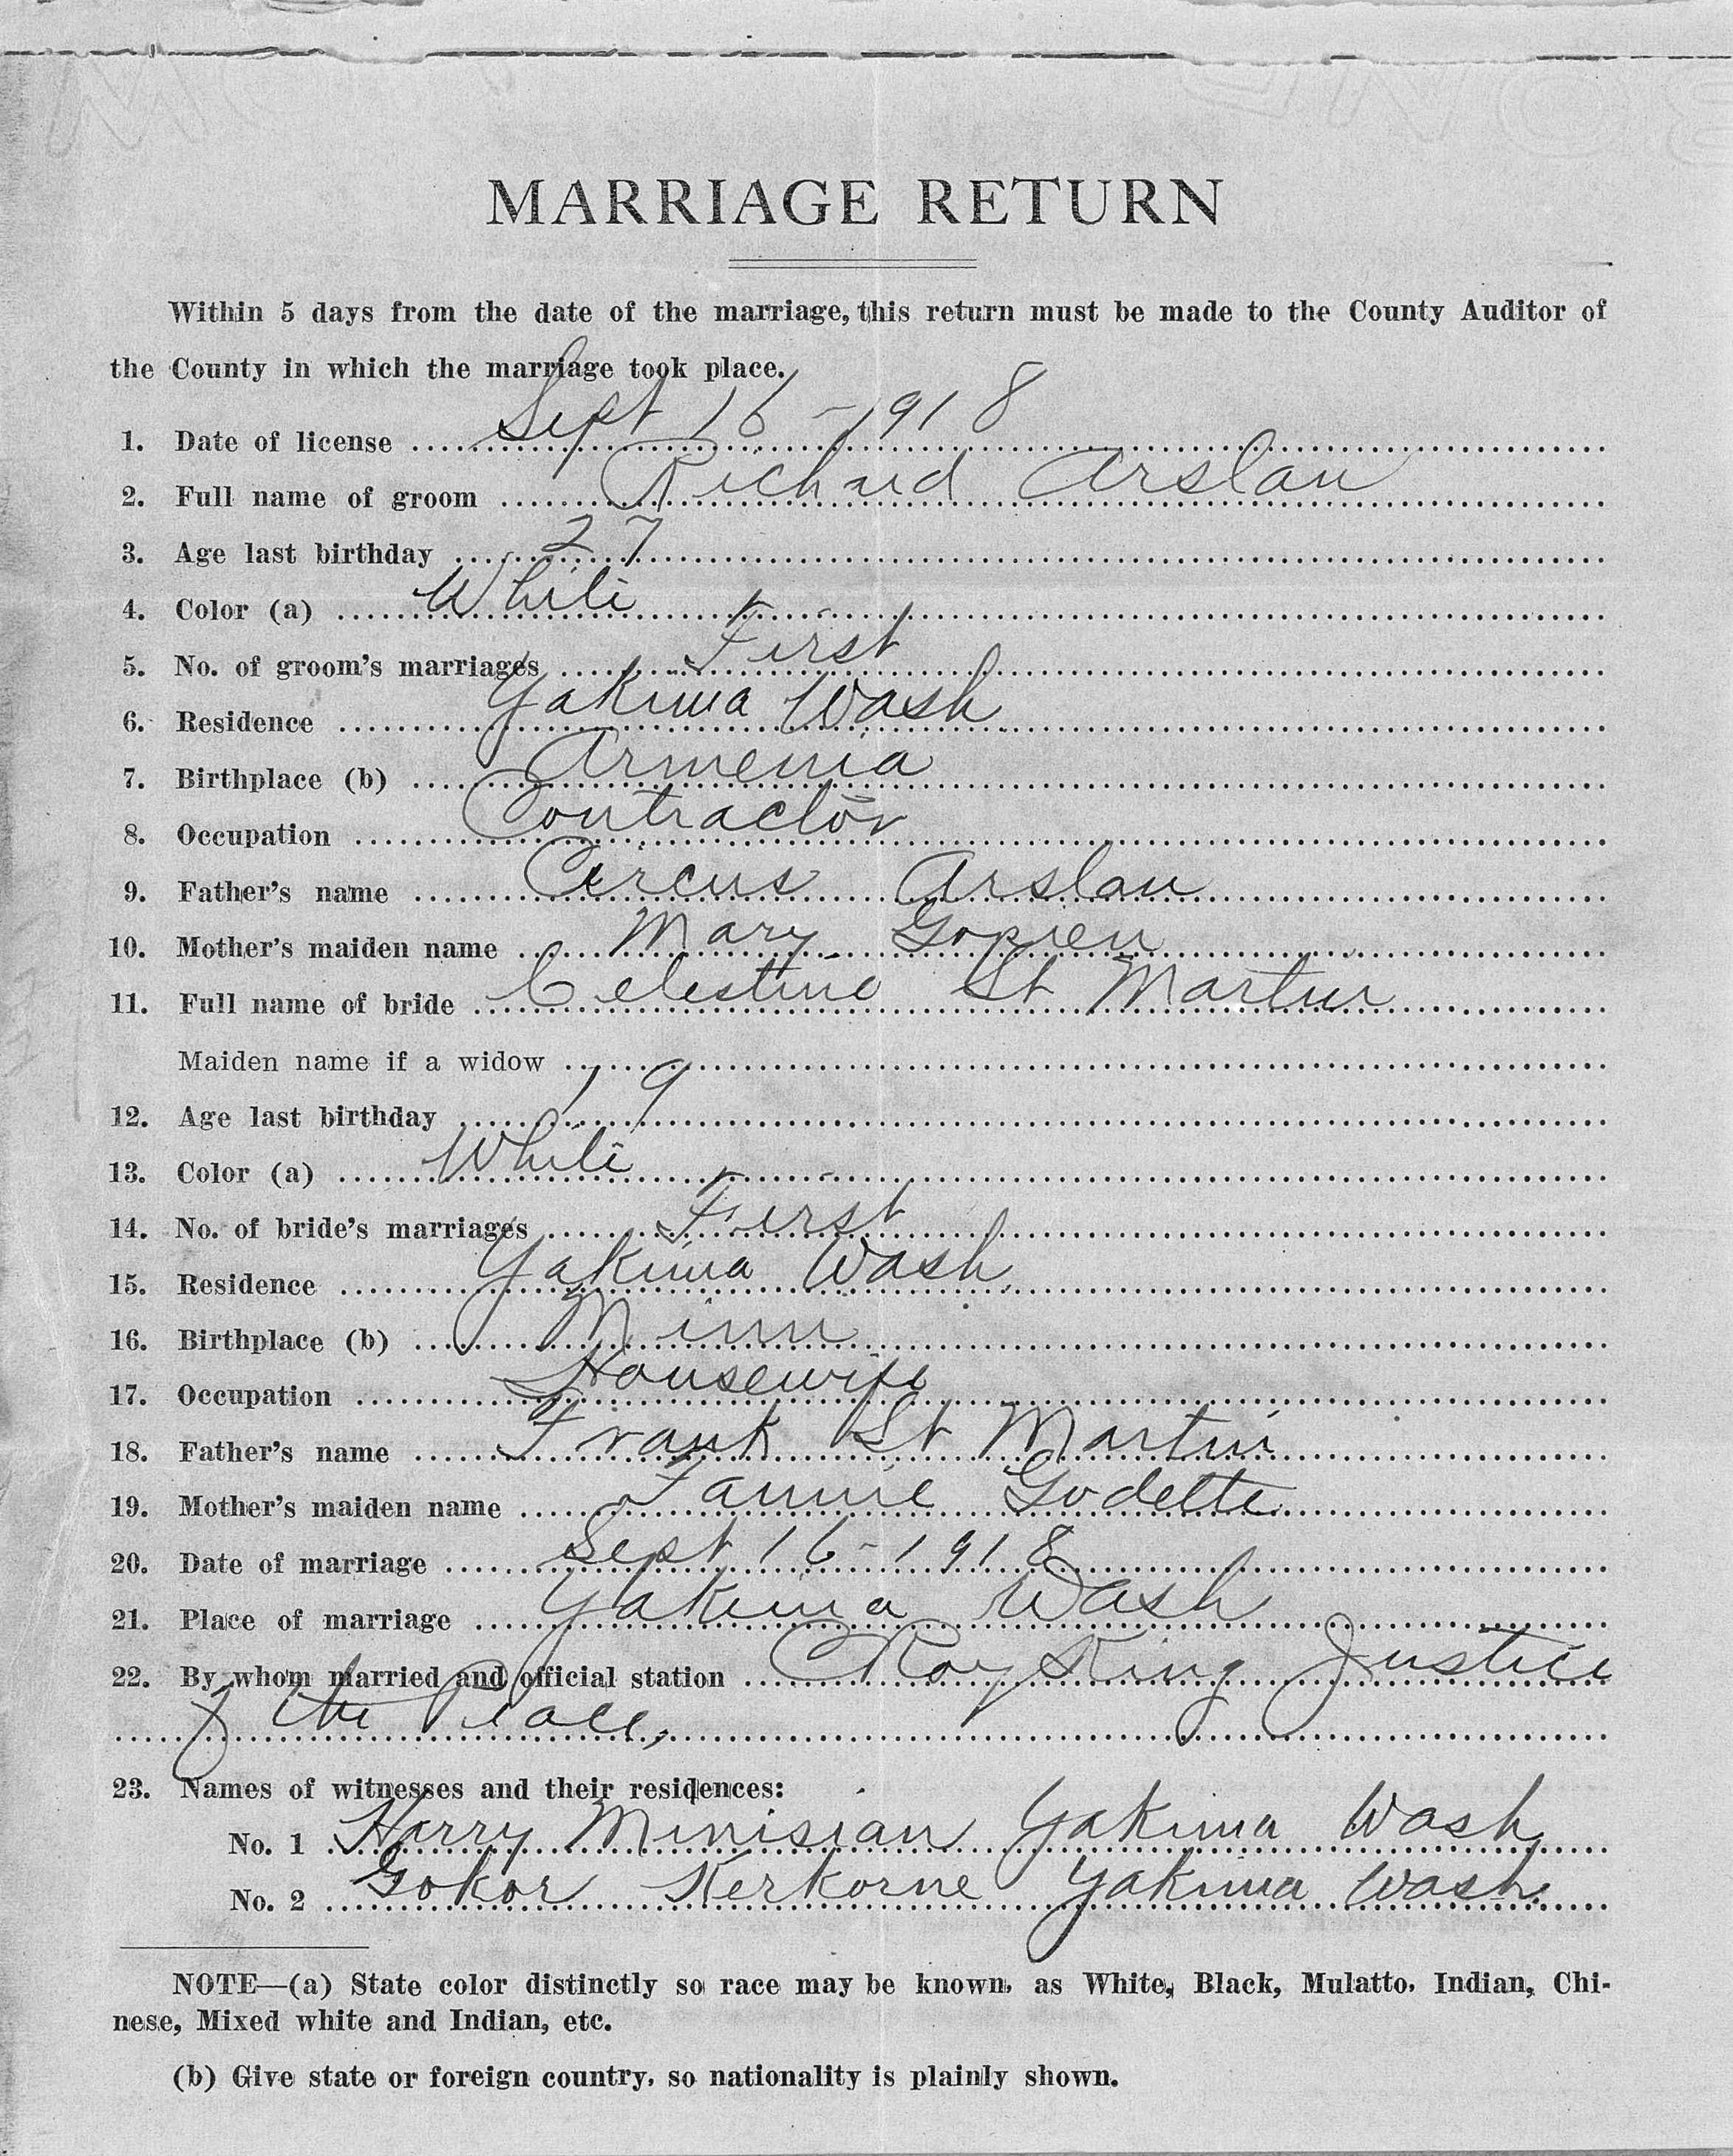 MARRIAGE RETURN
Within 5 days from the date of the marriage, this return must be made to the County Auditor of
the County in which the marriage took place.
1. Date of license Sept 16 - 1918
2. Full name of groom Richard Arslan
3. Age last birthday 27
4. Color (a) White
5. No. of groom's marriages First
6. Residence Yakima Wash
7. Birthplace (b) Armenia
8. Occupation Contractor
9. Father's name Arslan
10. Mother's maiden name Mary
11. Full name of bride Celestine St Martin
Maiden name if a widow
12. Age last birthday 19
13. Color (a) White
14. No. of bride's marriages First
15. Residence Yakima Wash
16. Birthplace (b) Minn
17. Occupation Housewife
18. Father's name Frank St Martin
19. Mother's maiden name Fannie Godette
20. Date of marriage Sept 16 - 1918
21. Place of marriage Yakima Wash
22. By whom married and official station Roy King Justice
of the Peace,
23. Names of witnesses and their residences:
No. 1 Harry Minisian Yakima Wash
No. 2 Gokor Kerkorne Yakima Wash.
NOTE—(a) State color distinctly so race may be known, as White, Black, Mulatto, Indian, Chi-
nese, Mixed white and Indian, etc.
(b) Give state or foreign country, so nationality is plainly shown.